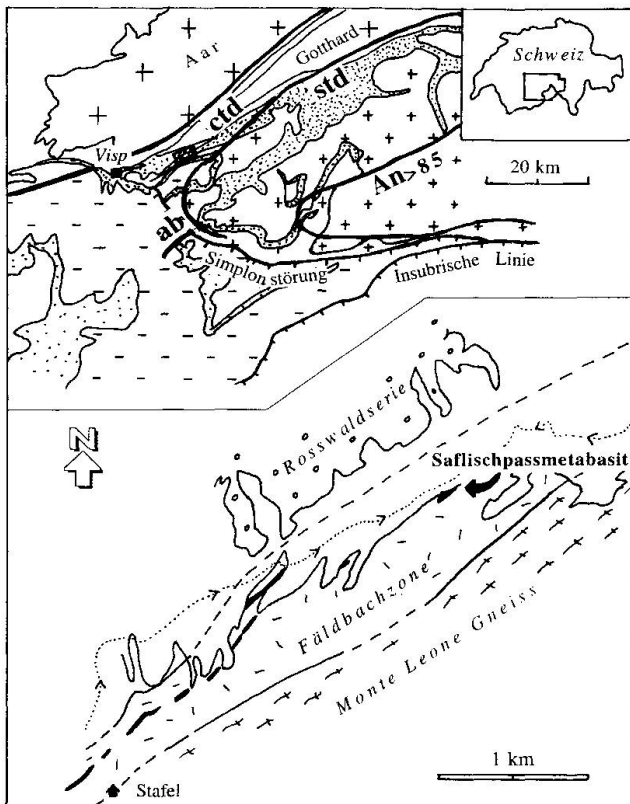 Schweiz
Aar
Gotthard
ctd
std
Visp
20 km
An>85
ab
Simplon störung
Insubrische Linie
N
Rosswaldserie
Saflischpassmetabasit
Fäldbachzone
Monte Leone Gneiss
1 km
Stafel